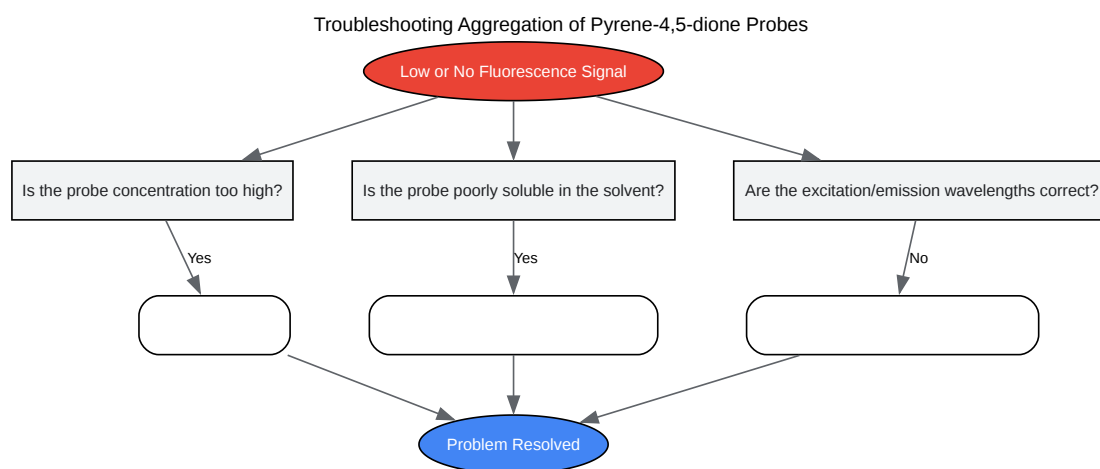 Troubleshooting Aggregation of Pyrene-4,5-dione Probes
Low or No Fluorescence Signal
Is the probe concentration too high?
Is the probe poorly soluble in the solvent?
Are the excitation/emission wavelengths correct?
Yes
Yes
No
Problem Resolved